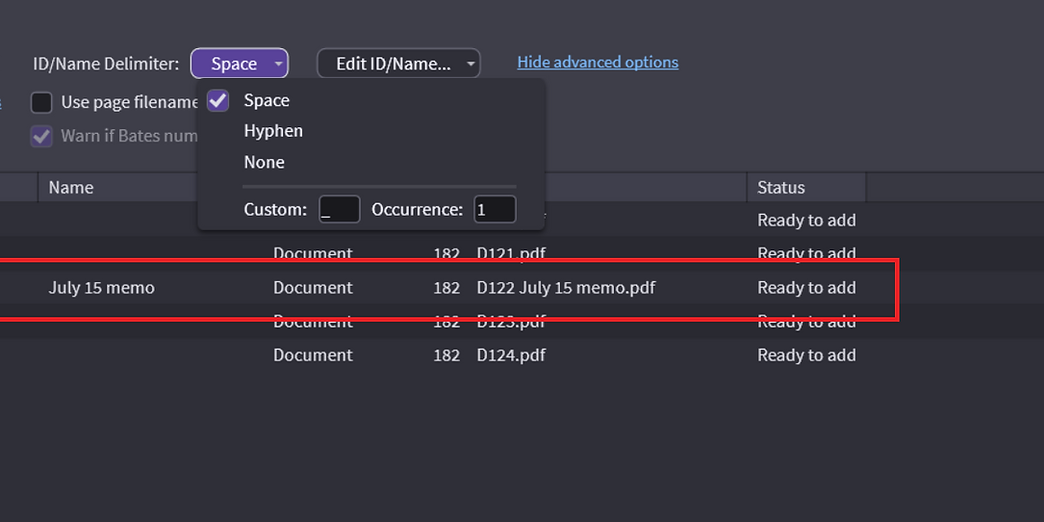 ID/Name Delimiter: Space Edit ID/Name... Hide advanced options
Use page filename
Warn if Bates num
Space
Hyphen
None
Custom: _ Occurrence: 1
Name Status
Ready to add
Document 182 D121.pdf Ready to add
July 15 memo Document 182 D122 July 15 memo.pdf Ready to add
Document 182 D123.pdf Ready to add
Document 182 D124.pdf Ready to add